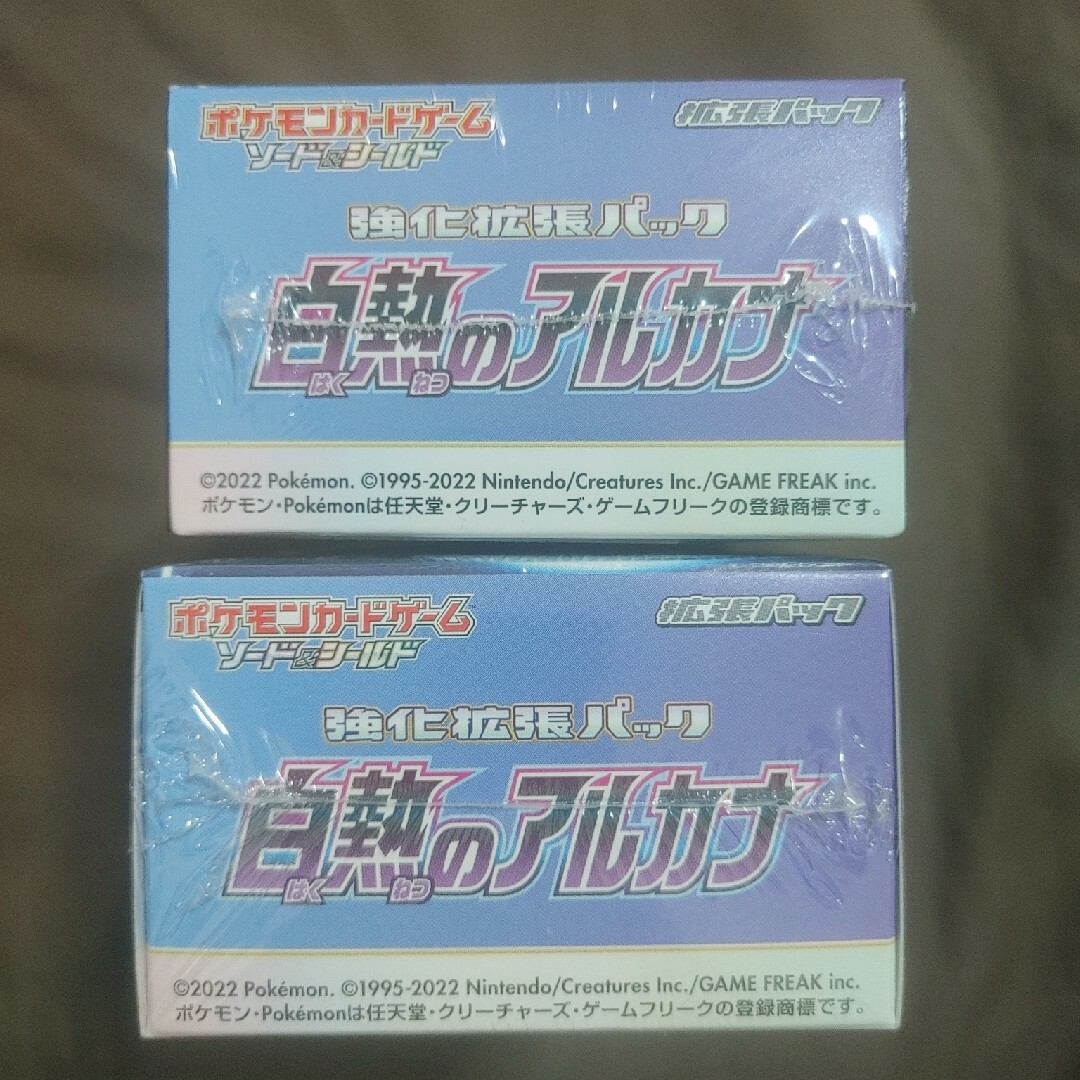 ポケモンカードゲーム 拡張パック
ソード&シールド
強化拡張パック
白熱のアルカナ
はく ねつ
©2022 Pokémon. ©1995-2022 Nintendo/Creatures Inc./GAME FREAK inc.
ポケモン・Pokémonは任天堂・クリーチャーズ・ゲームフリークの登録商標です。
ポケモンカードゲーム 拡張パック
ソード&シールド
強化拡張パック
白熱のアルカナ
はく ねつ
©2022 Pokémon. ©1995-2022 Nintendo/Creatures Inc./GAME FREAK inc.
ポケモン・Pokémonは任天堂・クリーチャーズ・ゲームフリークの登録商標です。